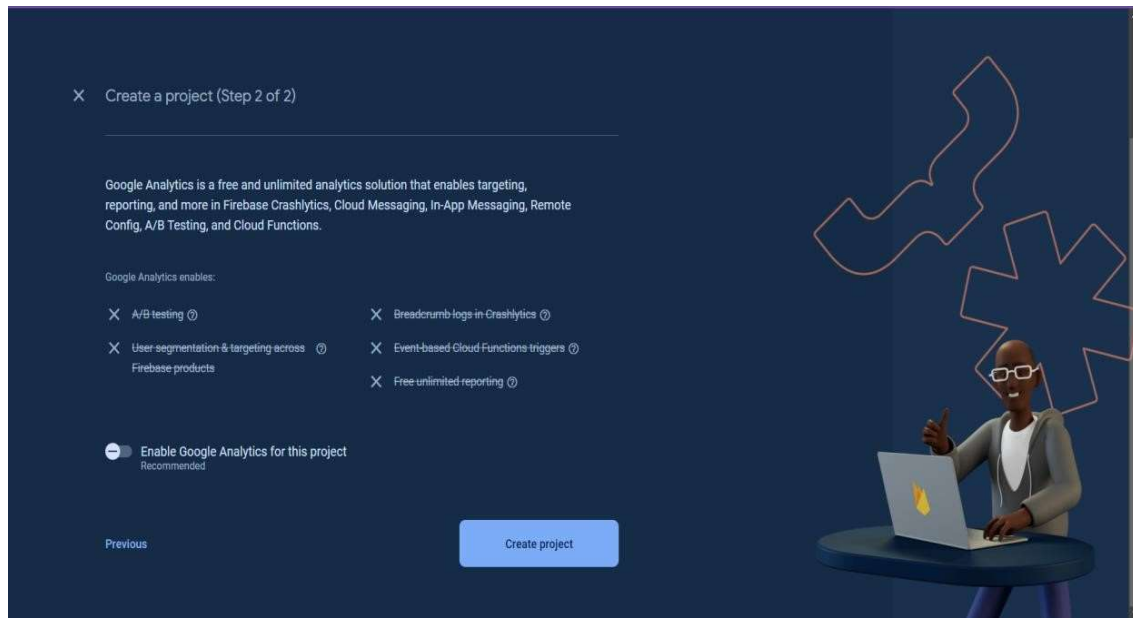 Create a project (Step 2 of 2)
Google Analytics is a free and unlimited analytics solution that enables targeting,
reporting, and more in Firebase Crashlytics, Cloud Messaging, In-App Messaging, Remote
Config, A/B Testing, and Cloud Functions.
Google Analytics enables:
A/B testing
User segmentation & targeting across
Firebase products
Breadcrumb logs in Crashlytics
Event-based Cloud Functions triggers
Free unlimited reporting
Enable Google Analytics for this project
Recommended
Previous
Create project